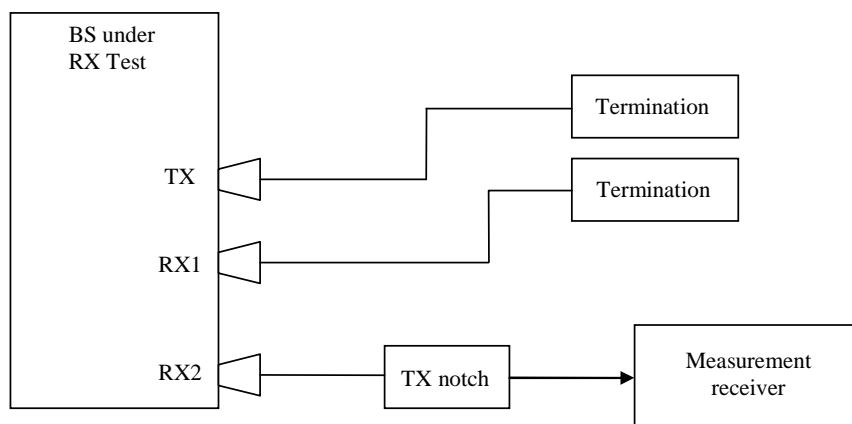 BS under
RX Test
Termination
TX
Termination
RX1
RX2
TX notch
Measurement
receiver